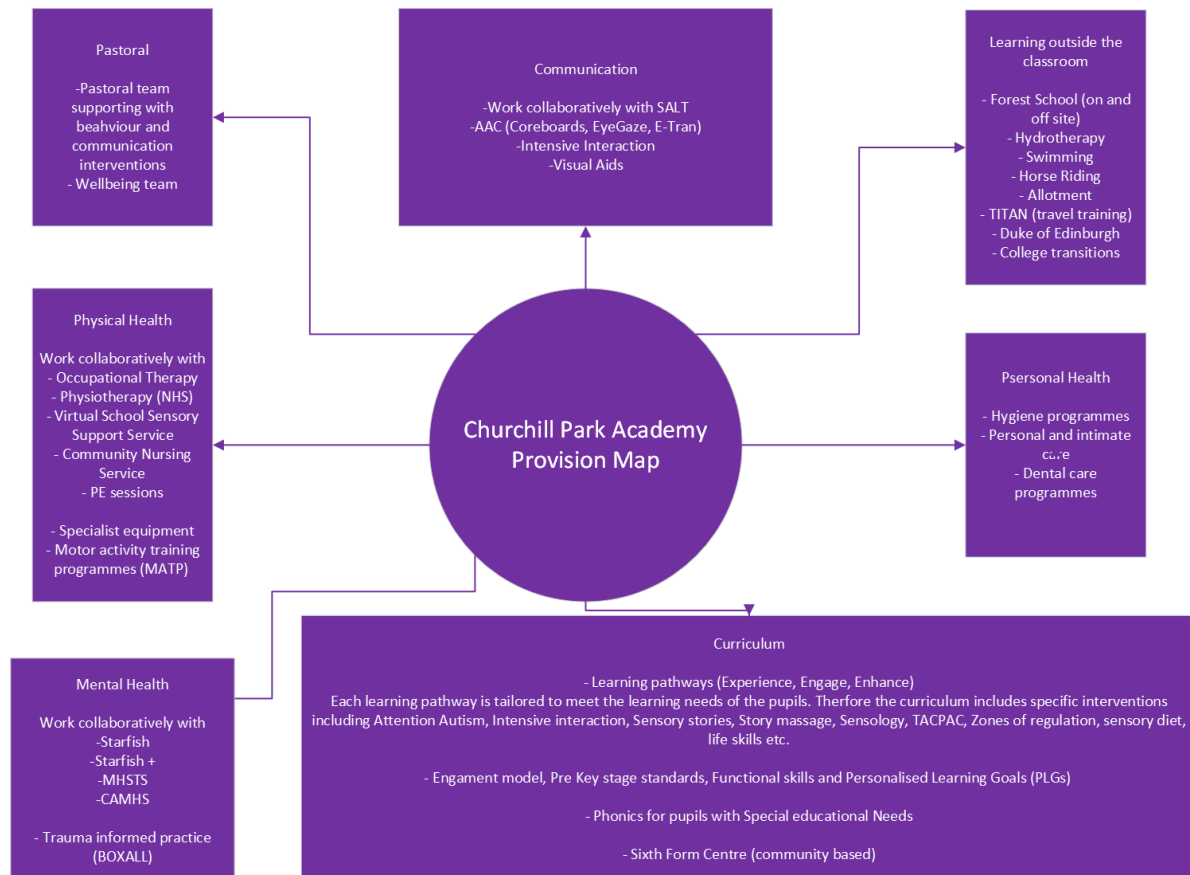 Pastoral
-Pastoral team
supporting with
beahviour and
communication
interventions
- Wellbeing team
Communication
-Work collaboratively with SALT
-AAC (Coreboards, EyeGaze, E-Tran)
-Intensive Interaction
-Visual Aids
Learning outside the
classroom
- Forest School (on and
off site)
- Hydrotherapy
- Swimming
- Horse Riding
- Allotment
- TITAN (travel training)
- Duke of Edinburgh
- College transitions
Physical Health
Work collaboratively with
- Occupational Therapy
- Physiotherapy (NHS)
- Virtual School Sensory
Support Service
- Community Nursing
Service
- PE sessions
- Specialist equipment
- Motor activity training
programmes (MATP)
Churchill Park Academy
Provision Map
Psersonal Health
- Hygiene programmes
- Personal and intimate
care
- Dental care
programmes
Mental Health
Work collaboratively with
-Starfish
-Starfish +
-MHSTS
-CAMHS
- Trauma informed practice
(BOXALL)
Curriculum
- Learning pathways (Experience, Engage, Enhance)
Each learning pathway is tailored to meet the learning needs of the pupils. Therfore the curriculum includes specific interventions
including Attention Autism, Intensive interaction, Sensory stories, Story massage, Sensology, TACPAC, Zones of regulation, sensory diet,
life skills etc.
- Engament model, Pre Key stage standards, Functional skills and Personalised Learning Goals (PLGs)
- Phonics for pupils with Special educational Needs
- Sixth Form Centre (community based)